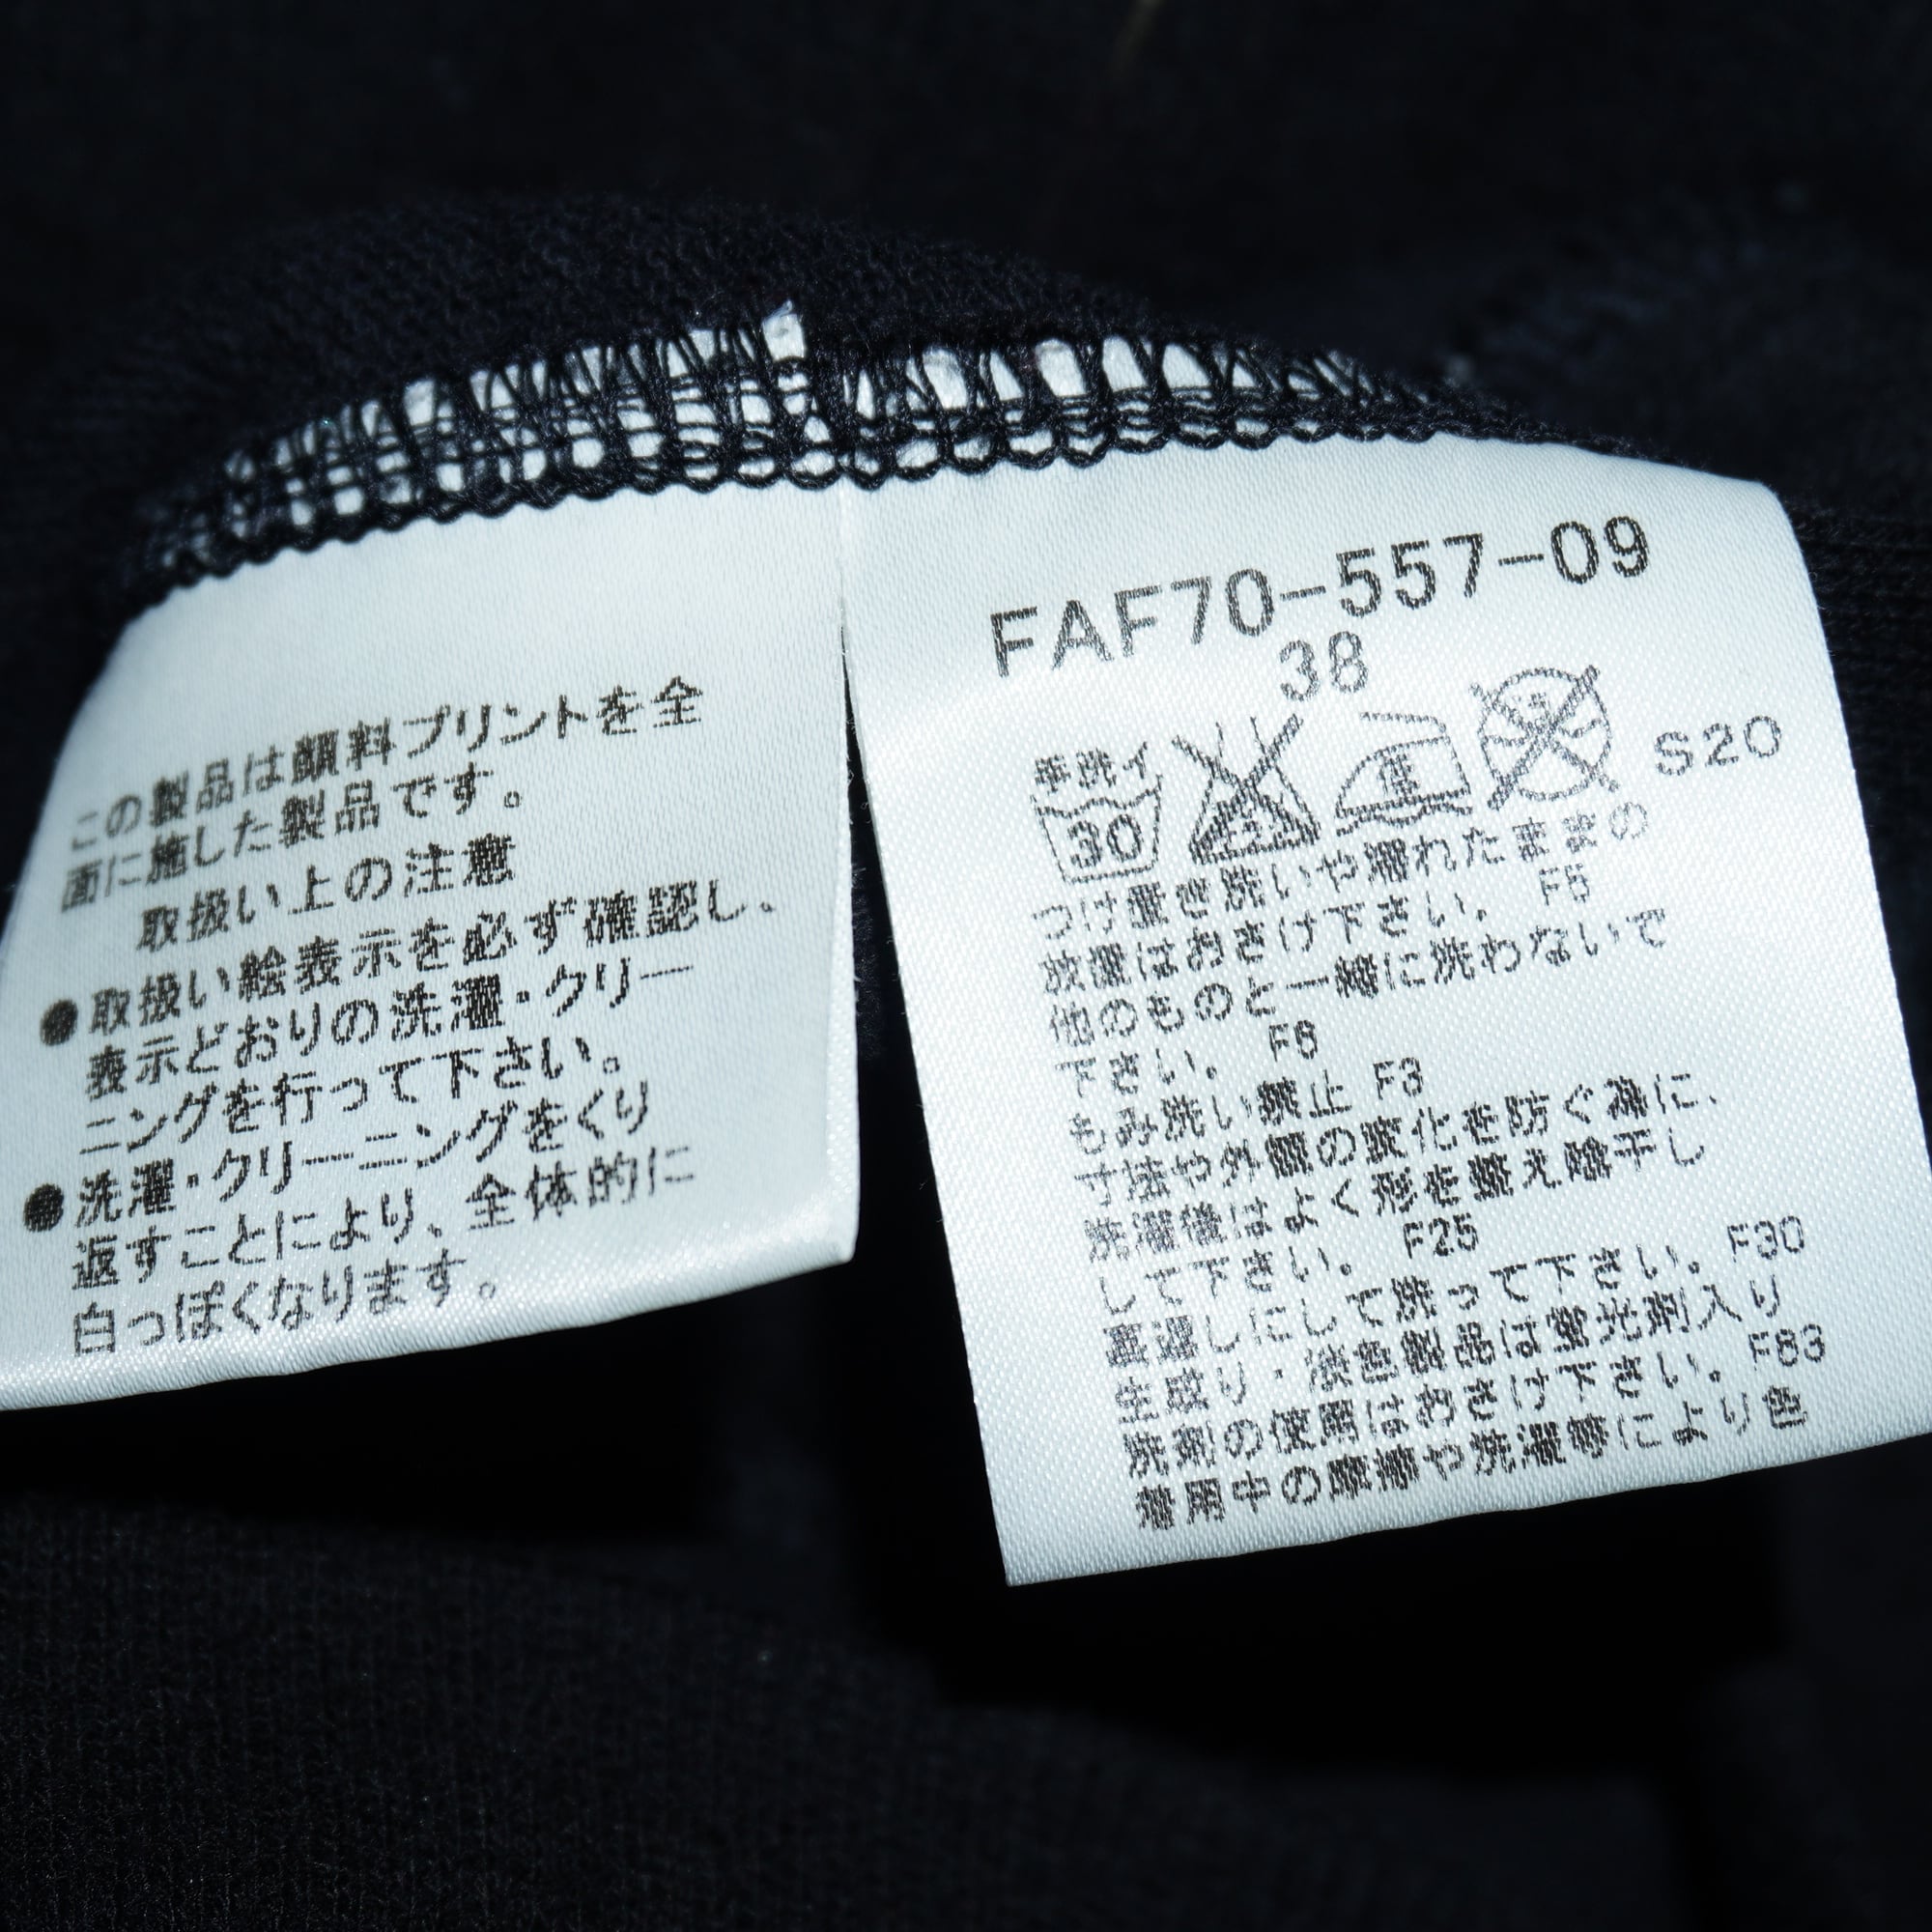 この製品は顔料プリントを全
面に施した製品です。
取扱い上の注意
●取扱い絵表示を必ず確認し、
表示どおりの洗濯・クリー
ニングを行って下さい。
●洗濯・クリーニングをくり
返すことにより、全体的に
白っぽくなります。
FAF70-557-09
38
手洗イ
30
S20
つけ置き洗いや濡れたままの
放置はおさけ下さい。 F5
他のものと一緒に洗わないで
下さい。 F6
もみ洗い禁止 F3
寸法や外観の変化を防ぐ為に、
洗濯後はよく形を整え陰干し
して下さい。 F25
裏返しにして洗って下さい。 F30
生成り・淡色製品は蛍光剤入り
洗剤の使用はおさけ下さい。 F83
着用中の摩擦や洗濯等により色